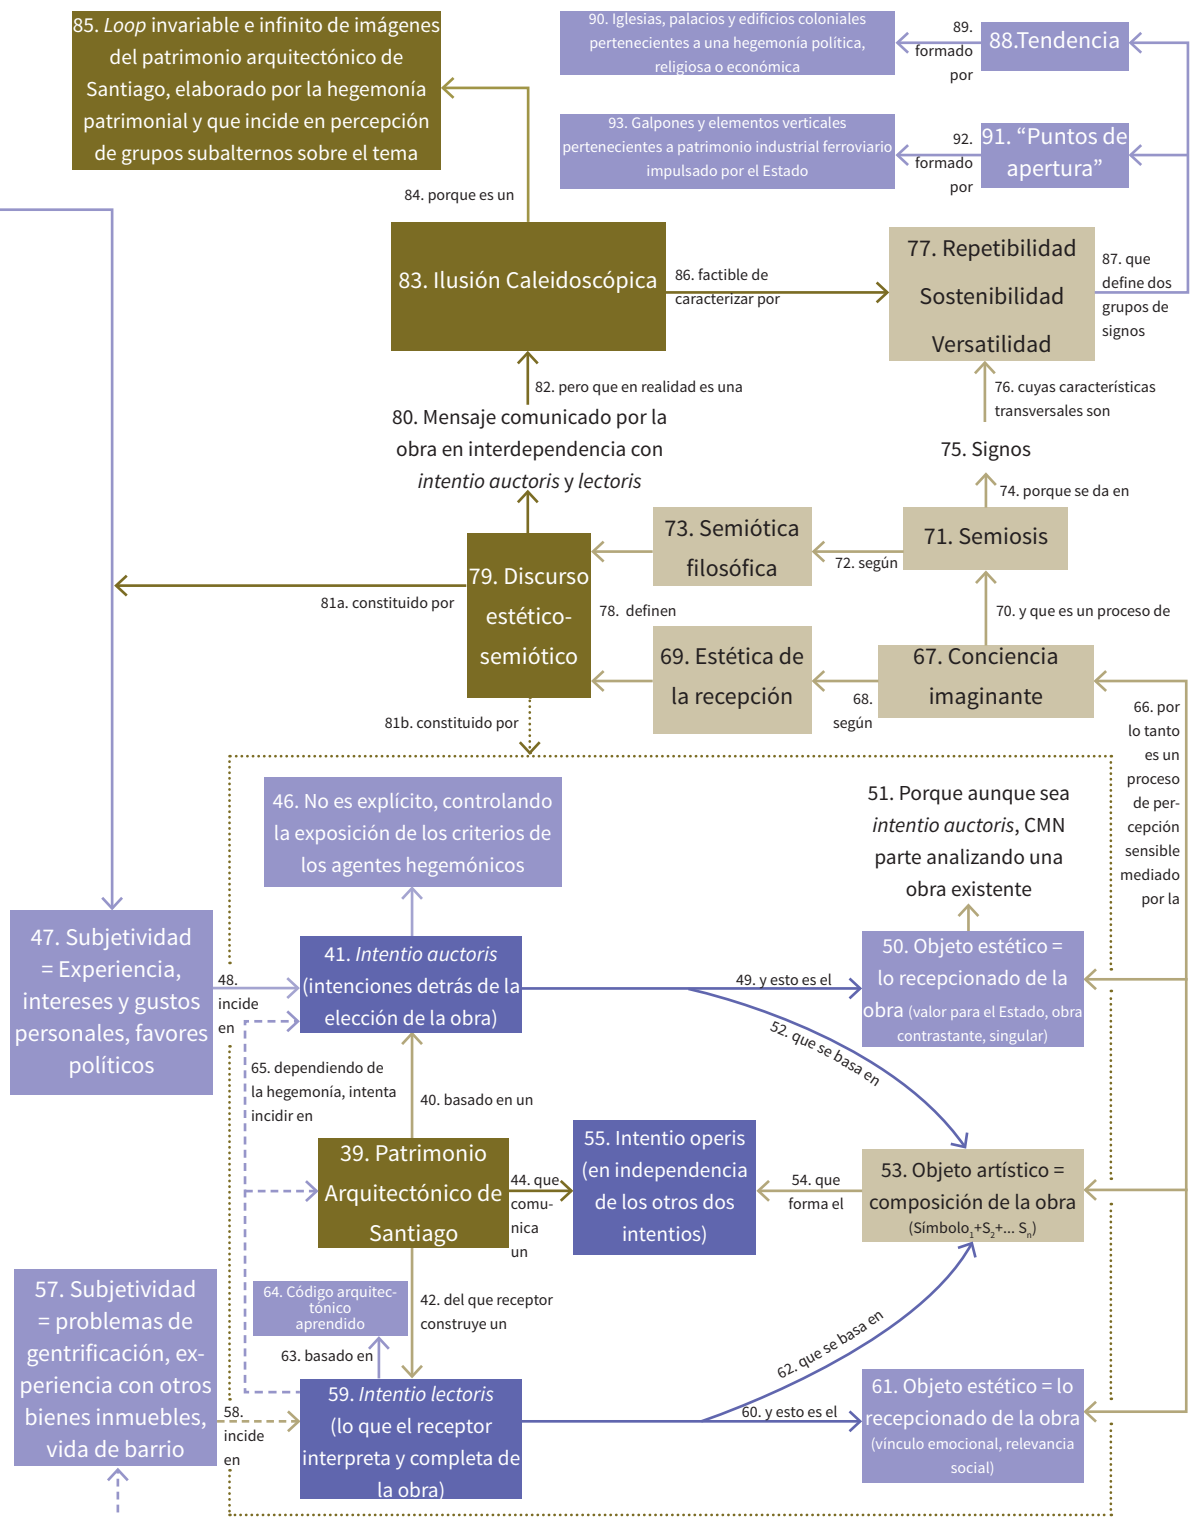 85. Loop invariable e infinito de imágenes
del patrimonio arquitectónico de
Santiago, elaborado por la hegemonía
patrimonial y que incide en percepción
de grupos subalternos sobre el tema
90. Iglesias, palacios y edificios coloniales
pertenecientes a una hegemonía política,
religiosa o económica
89.
formado
por
88.Tendencia
93. Galpones y elementos verticales
pertenecientes a patrimonio industrial ferroviario
impulsado por el Estado
92.
formado
por
91. “Puntos de
apertura”
84. porque es un
83. Ilusión Caleidoscópica
86. factible de
caracterizar por
77. Repetibilidad
Sostenibilidad
Versatilidad
87. que
define dos
grupos de
signos
82. pero que en realidad es una
76. cuyas características
transversales son
80. Mensaje comunicado por la
obra en interdependencia con
intentio auctoris y lectoris
75. Signos
74. porque se da en
79. Discurso
estético-
semiótico
73. Semiótica
filosófica
72. según
71. Semiosis
81a. constituido por
78. definen
70. y que es un proceso de
69. Estética de
la recepción
68.
según
67. Conciencia
imaginante
66. por
lo tanto
es un
proceso
de per-
cepción
sensible
mediado
por la
81b. constituido por
46. No es explícito, controlando
la exposición de los criterios de
los agentes hegemónicos
51. Porque aunque sea
intentio auctoris, CMN
parte analizando una
obra existente
47. Subjetividad
= Experiencia,
intereses y gustos
personales, favores
políticos
48.
incide
en
41. Intentio auctoris
(intenciones detrás de la
elección de la obra)
49. y esto es el
50. Objeto estético =
lo recepcionado de la
obra (valor para el Estado, obra
contrastante, singular)
52. que se basa en
65. dependiendo de
la hegemonía, intenta
incidir en
40. basado en un
39. Patrimonio
Arquitectónico de
Santiago
44. que
comu-
nica
un
55. Intentio operis
(en independencia
de los otros dos
intentios)
54. que
forma el
53. Objeto artístico =
composición de la obra
(Símbolo1+S2+... Sn)
57. Subjetividad
= problemas de
gentrificación, ex-
periencia con otros
bienes inmuebles,
vida de barrio
58.
incide
en
64. Código arquitec-
tónico
aprendido
42. del que receptor
construye un
63. basado en
59. Intentio lectoris
(lo que el receptor
interpreta y completa de
la obra)
62. que se basa en
60. y esto es el
61. Objeto estético = lo
recepcionado de la obra
(vínculo emocional, relevancia
social)